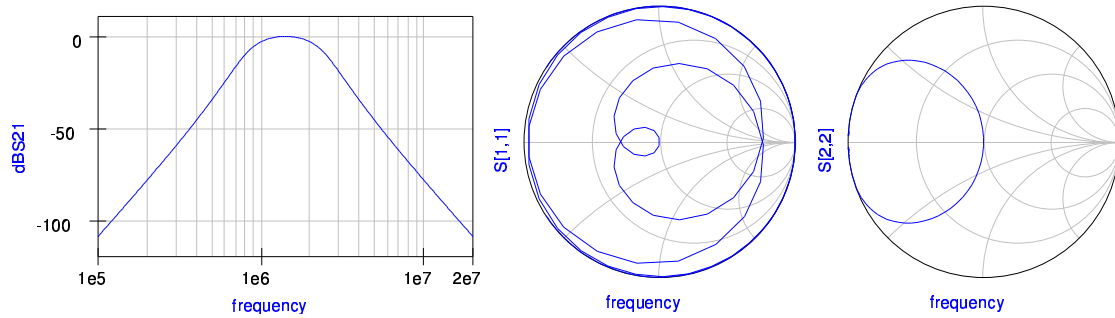 dBS21
0
-50
-100
1e5
1e6
1e7
2e7
frequency
S[1,1]
frequency
S[2,2]
frequency